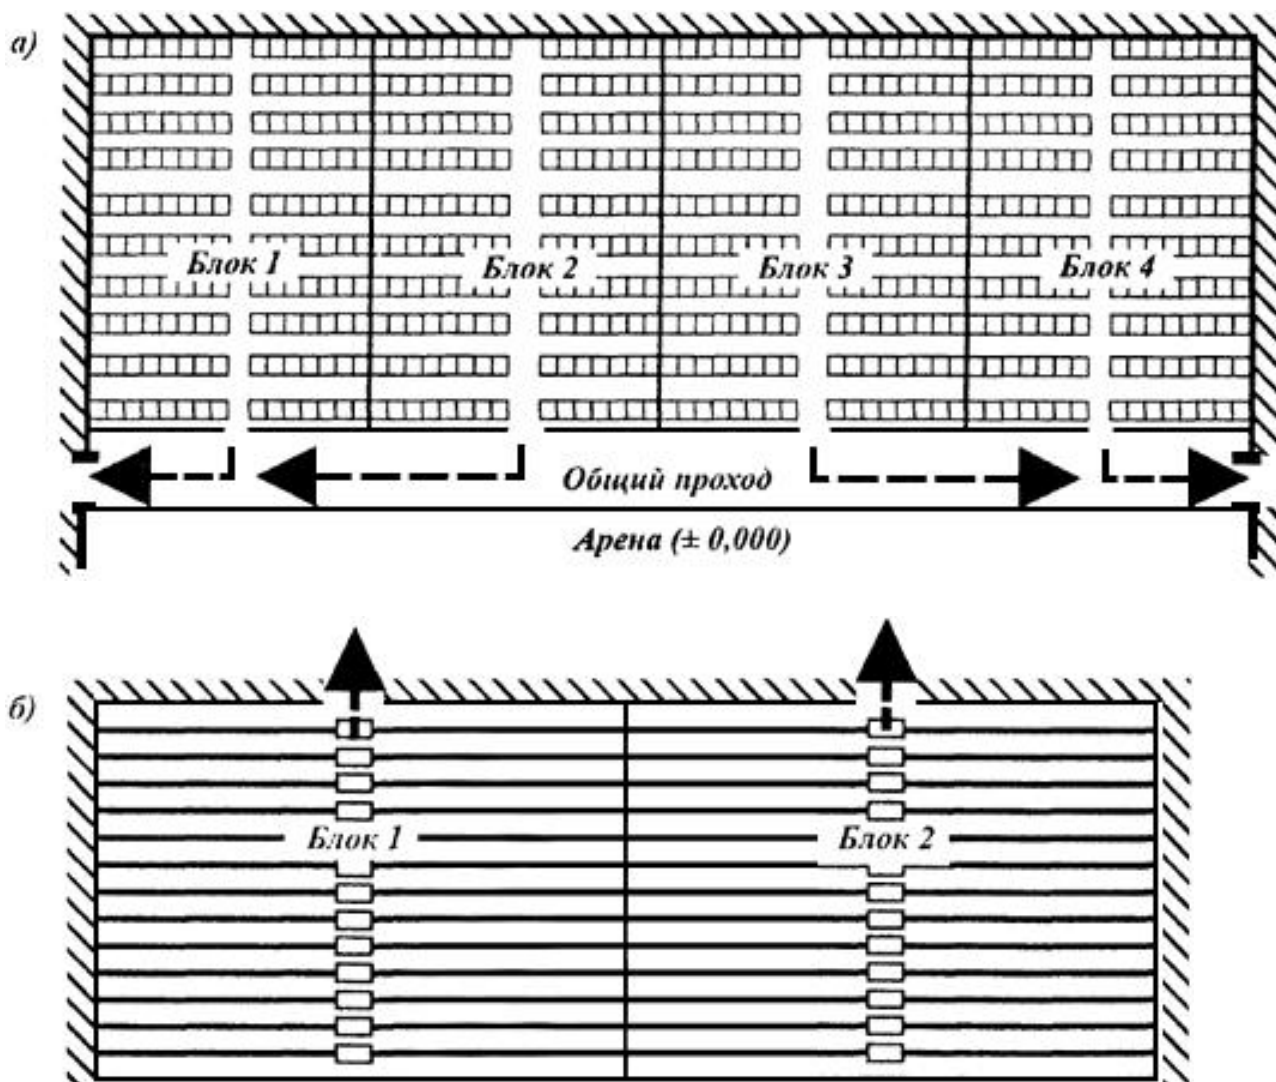 а)
Блок 1
Блок 2
Блок 3
Блок 4
Общий проход
Арена (± 0,000)
б)
Блок 1
Блок 2